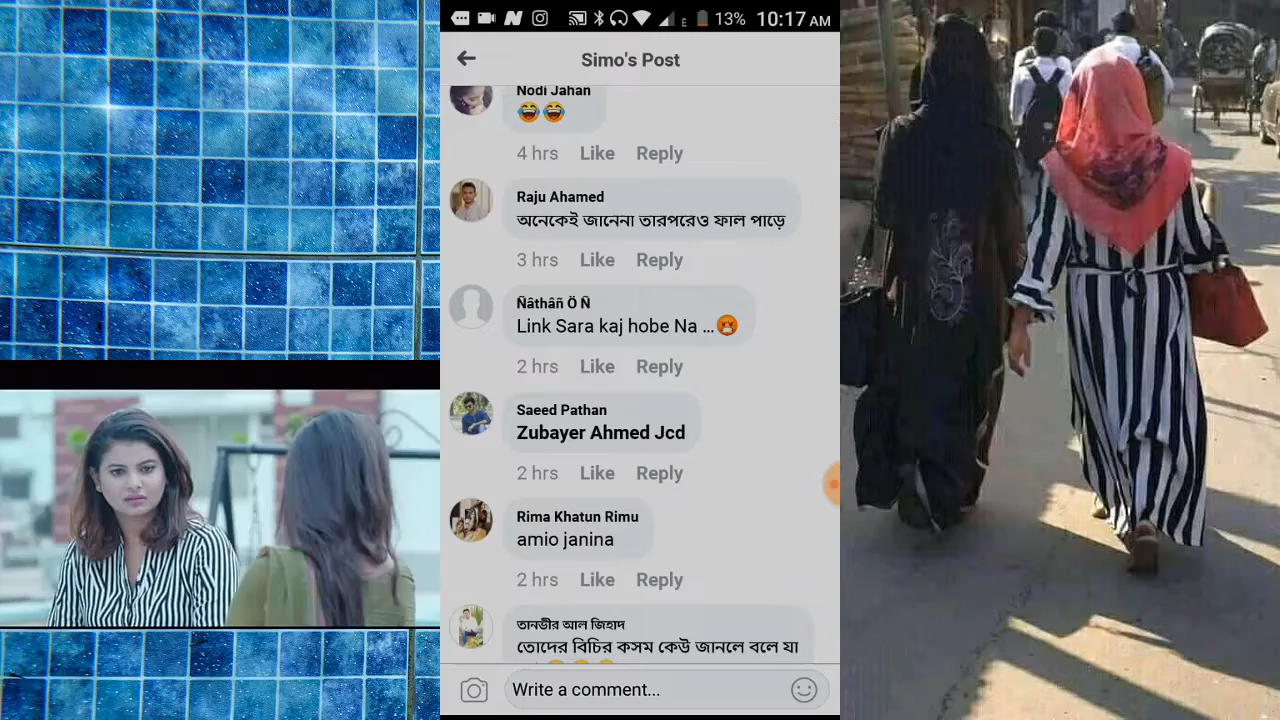 13% 10:17 AM
Simo's Post
Nodi Jahan
4 hrs Like Reply
Raju Ahamed
অনেকেই জানেনা তারপরেও ফাল পাড়ে
3 hrs Like Reply
Ñâthâñ Ö Ñ
Link Sara kaj hobe Na ...
2 hrs Like Reply
Saeed Pathan
Zubayer Ahmed Jcd
2 hrs Like Reply
Rima Khatun Rimu
amio janina
2 hrs Like Reply
তানভীর আল জিহাদ
তোদের বিচির কসম কেউ জানলে বলে যা
Write a comment...